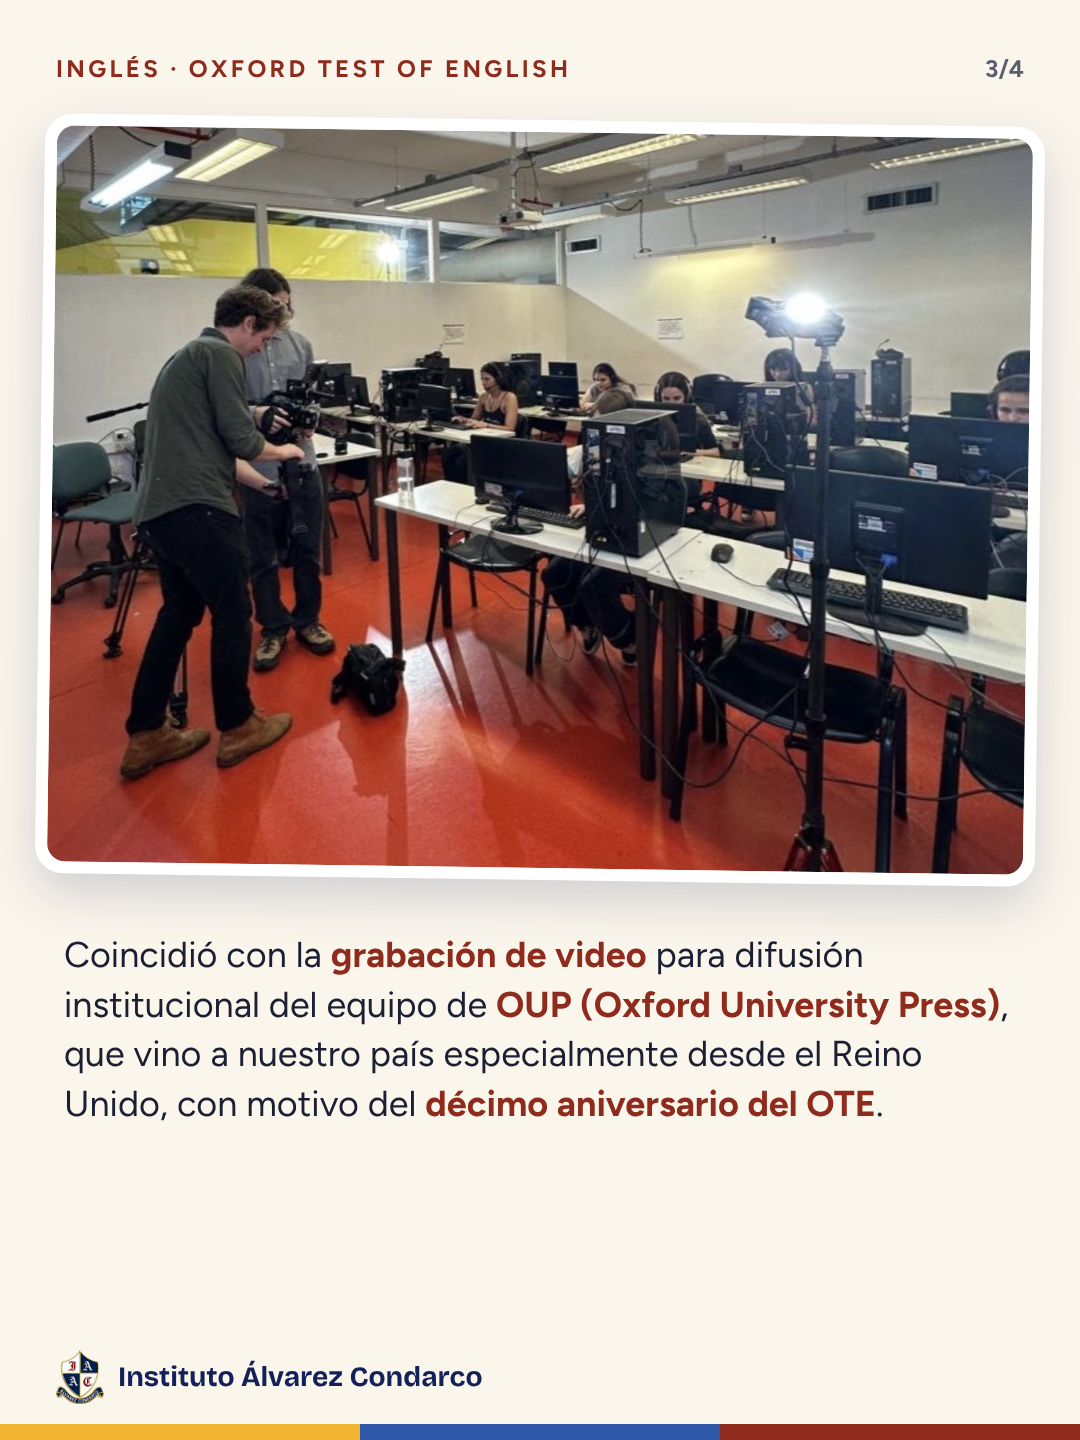 INGLÉS · OXFORD TEST OF ENGLISH
3/4
Coincidió con la grabación de video para difusión
institucional del equipo de OUP (Oxford University Press),
que vino a nuestro país especialmente desde el Reino
Unido, con motivo del décimo aniversario del OTE.
I A
A C
Instituto Álvarez Condarco